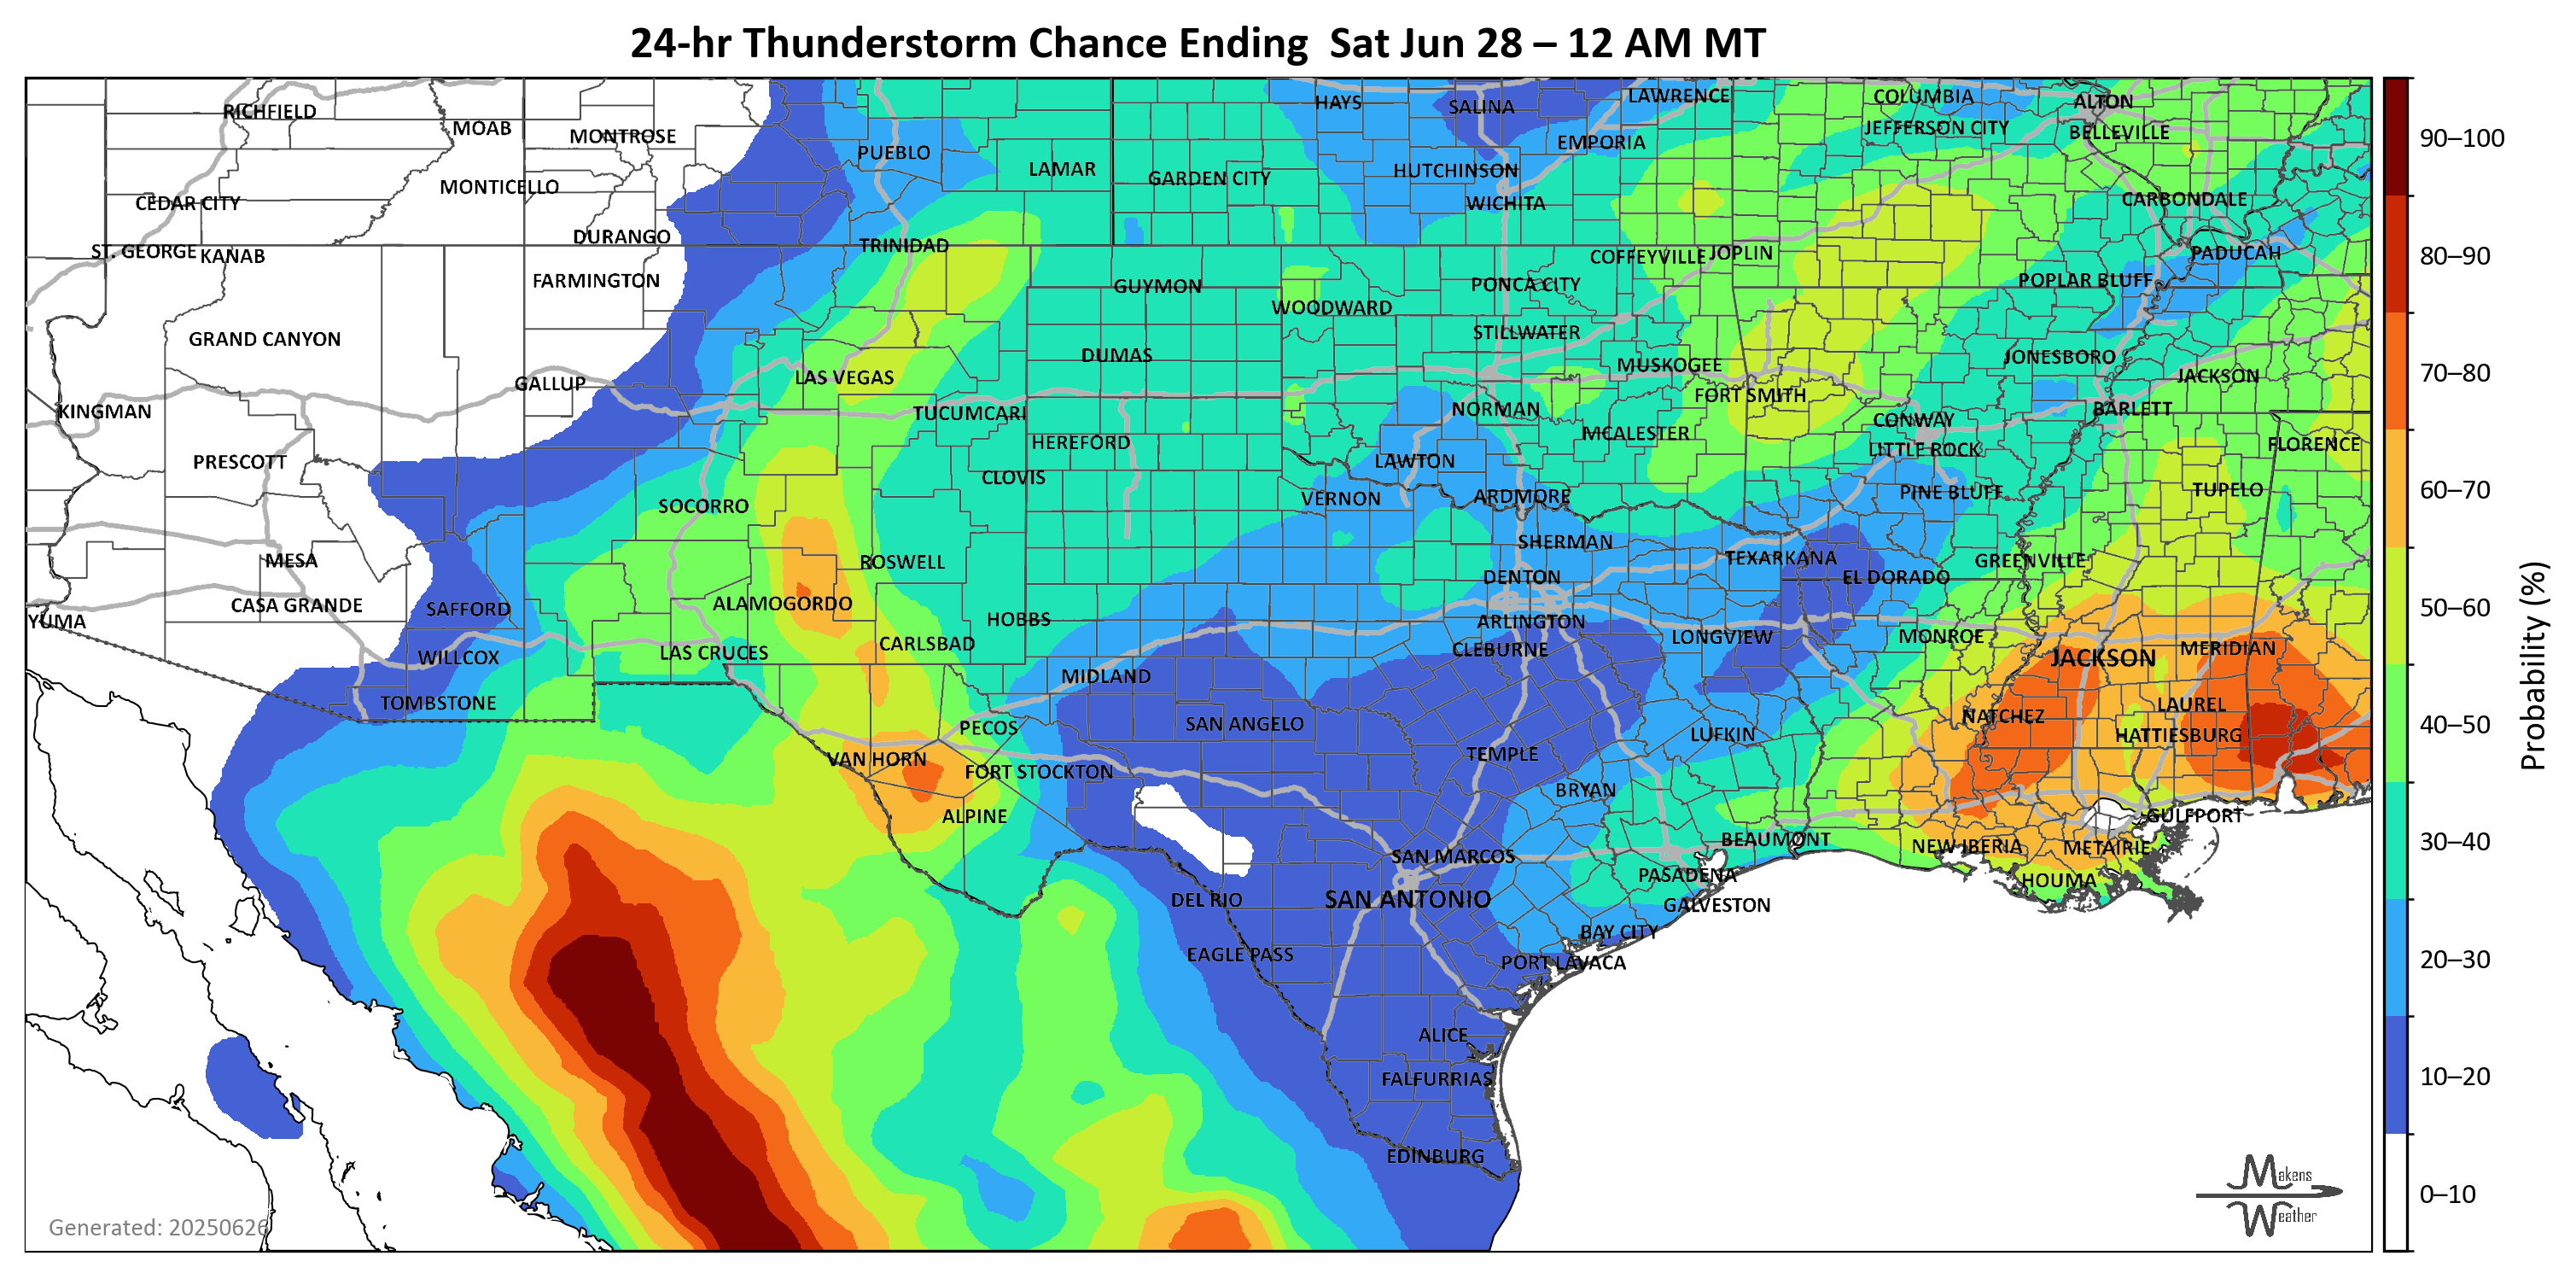 24-hr Thunderstorm Chance Ending  Sat Jun 28 – 12 AM MT
RICHFIELD
MOAB
MONTROSE
PUEBLO
LAMAR
GARDEN CITY
HAYS
SALINA
LAWRENCE
COLUMBIA
ALTON
JEFFERSON CITY
BELLEVILLE
EMPORIA
HUTCHINSON
MONTICELLO
CEDAR CITY
WICHITA
CARBONDALE
DURANGO
TRINIDAD
ST. GEORGE
KANAB
COFFEYVILLE
JOPLIN
PADUCAH
FARMINGTON
GUYMON
PONCA CITY
POPLAR BLUFF
WOODWARD
GRAND CANYON
STILLWATER
DUMAS
JONESBORO
MUSKOGEE
GALLUP
LAS VEGAS
JACKSON
FORT SMITH
KINGMAN
TUCUMCARI
NORMAN
CONWAY
BARLETT
HEREFORD
MCALESTER
LITTLE ROCK
FLORENCE
PRESCOTT
CLOVIS
LAWTON
SOCORRO
VERNON
ARDMORE
PINE BLUFF
TUPELO
MESA
ROSWELL
SHERMAN
TEXARKANA
GREENVILLE
DENTON
EL DORADO
CASA GRANDE
SAFFORD
ALAMOGORDO
YUMA
HOBBS
ARLINGTON
CARLSBAD
LAS CRUCES
WILLCOX
CLEBURNE
LONGVIEW
MONROE
JACKSON
MERIDIAN
MIDLAND
TOMBSTONE
PECOS
SAN ANGELO
LUFKIN
NATCHEZ
LAUREL
HATTIESBURG
VAN HORN
FORT STOCKTON
TEMPLE
ALPINE
BRYAN
GULFPORT
SAN MARCOS
BEAUMONT
NEW IBERIA
METAIRIE
DEL RIO
SAN ANTONIO
PASADENA
HOUMA
GALVESTON
EAGLE PASS
BAY CITY
PORT LAVACA
ALICE
FALFURRIAS
EDINBURG
Generated: 20250626
Makens
Weather
90–100
80–90
70–80
60–70
50–60
40–50
30–40
20–30
10–20
0–10
Probability (%)